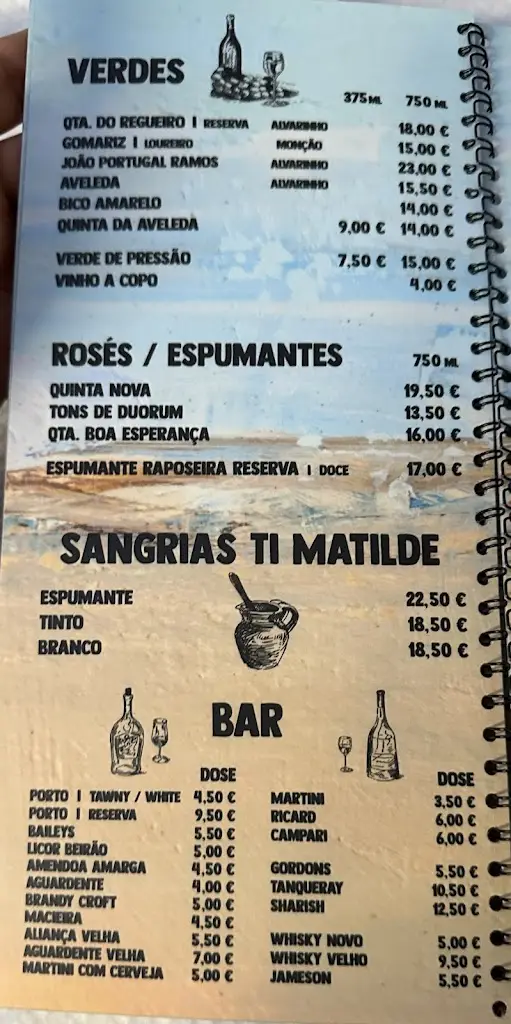 VERDES
375 ML 750 ML
QTA. DO REGUEIRO | RESERVA ALVARINHO 18,00 €
GOMARIZ | LOUREIRO MONÇÃO 15,00 €
JOÃO PORTUGAL RAMOS ALVARINHO 23,00 €
AVELEDA ALVARINHO 15,50 €
BICO AMARELO 14,00 €
QUINTA DA AVELEDA 9,00 € 14,00 €
VERDE DE PRESSÃO 7,50 € 15,00 €
VINHO A COPO 4,00 €
ROSÉS / ESPUMANTES 750 ML
QUINTA NOVA 19,50 €
TONS DE DUORUM 13,50 €
QTA. BOA ESPERANÇA 16,00 €
ESPUMANTE RAPOSEIRA RESERVA | DOCE 17,00 €
SANGRIAS TI MATILDE
ESPUMANTE 22,50 €
TINTO 18,50 €
BRANCO 18,50 €
BAR
DOSE
PORTO | TAWNY / WHITE 4,50 €
PORTO | RESERVA 9,50 €
BAILEYS 5,50 €
LICOR BEIRÃO 5,00 €
AMENDOA AMARGA 4,50 €
AGUARDENTE 4,00 €
BRANDY CROFT 5,00 €
MACIEIRA 4,50 €
ALIANÇA VELHA 5,50 €
AGUARDENTE VELHA 7,00 €
MARTINI COM CERVEJA 5,00 €
DOSE
MARTINI 3,50 €
RICARD 6,00 €
CAMPARI 6,00 €
GORDONS 5,50 €
TANQUERAY 10,50 €
SHARISH 12,50 €
WHISKY NOVO 5,00 €
WHISKY VELHO 9,50 €
JAMESON 5,50 €